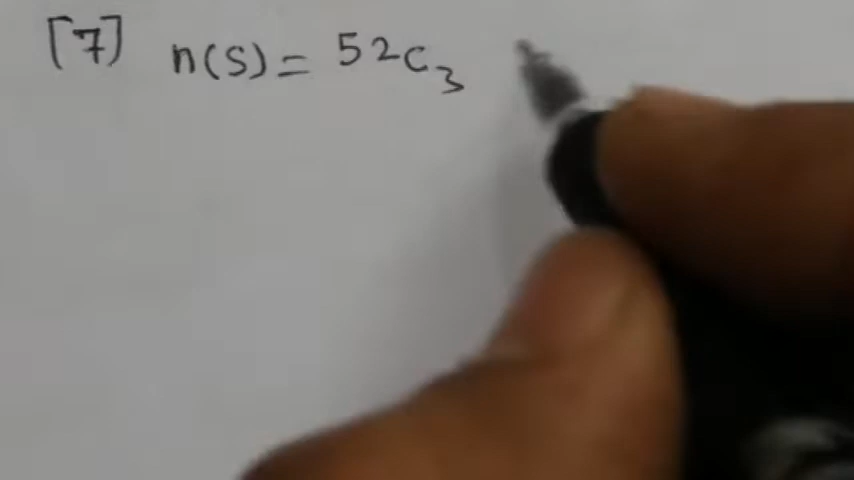 [7] n(S) = 52C3